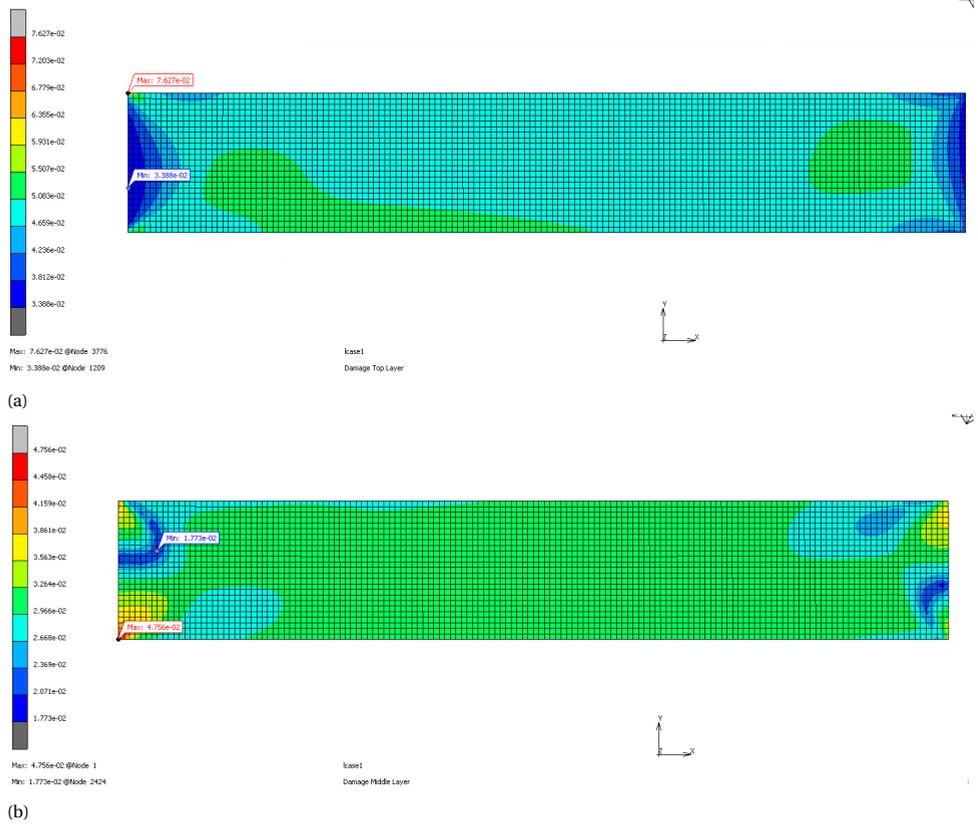 7.627e-02
7.203e-02
6.779e-02
6.355e-02
5.931e-02
5.507e-02
5.083e-02
4.659e-02
4.236e-02
3.812e-02
3.388e-02
Max: 7.627e-02
Min: 3.388e-02
Y
Z X
Max: 7.627e-02 @Node 3776
Min: 3.388e-02 @Node 1209
lcase1
Damage Top Layer
(a)
4.756e-02
4.458e-02
4.159e-02
3.861e-02
3.563e-02
3.264e-02
2.966e-02
2.668e-02
2.369e-02
2.071e-02
1.773e-02
Min: 1.773e-02
Max: 4.756e-02
Y
Z X
Max: 4.756e-02 @Node 1
Min: 1.773e-02 @Node 2424
lcase1
Damage Middle Layer
1
(b)